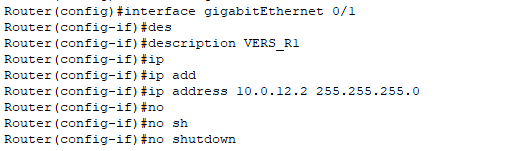 Router(config)#interface gigabitEthernet 0/1
Router(config-if)#des
Router(config-if)#description VERS_R1
Router(config-if)#ip
Router(config-if)#ip add
Router(config-if)#ip address 10.0.12.2 255.255.255.0
Router(config-if)#no
Router(config-if)#no sh
Router(config-if)#no shutdown